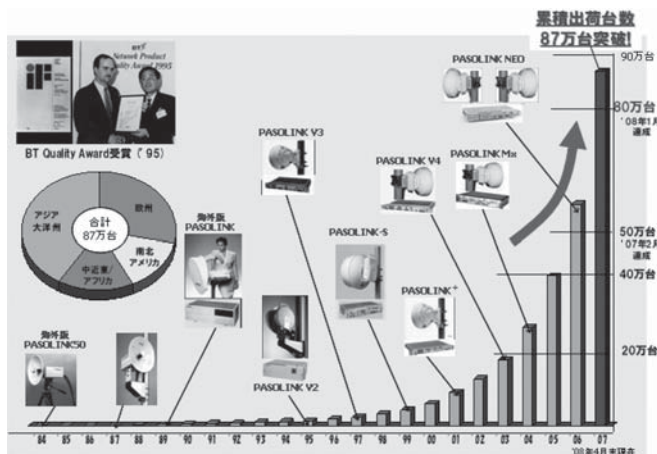 累積出荷台数
87万台突破!
90万台
80万台
'08年1月
達成
50万台
'07年2月
達成
40万台
20万台
BT Quality Award受賞 ('95)
アジア
大洋州
欧州
合計
87万台
南北
アメリカ
中近東/
アフリカ
海外版
PASOLINK50
海外版
PASOLINK
PASOLINK V2
PASOLINK V3
PASOLINK-S
PASOLINK V4
PASOLINK+
PASOLINK Mx
PASOLINK NEO
84 85 86 87 88 89 90 91 92 93 94 95 96 97 98 99 00 01 02 03 04 05 06 07
'08年4月末現在